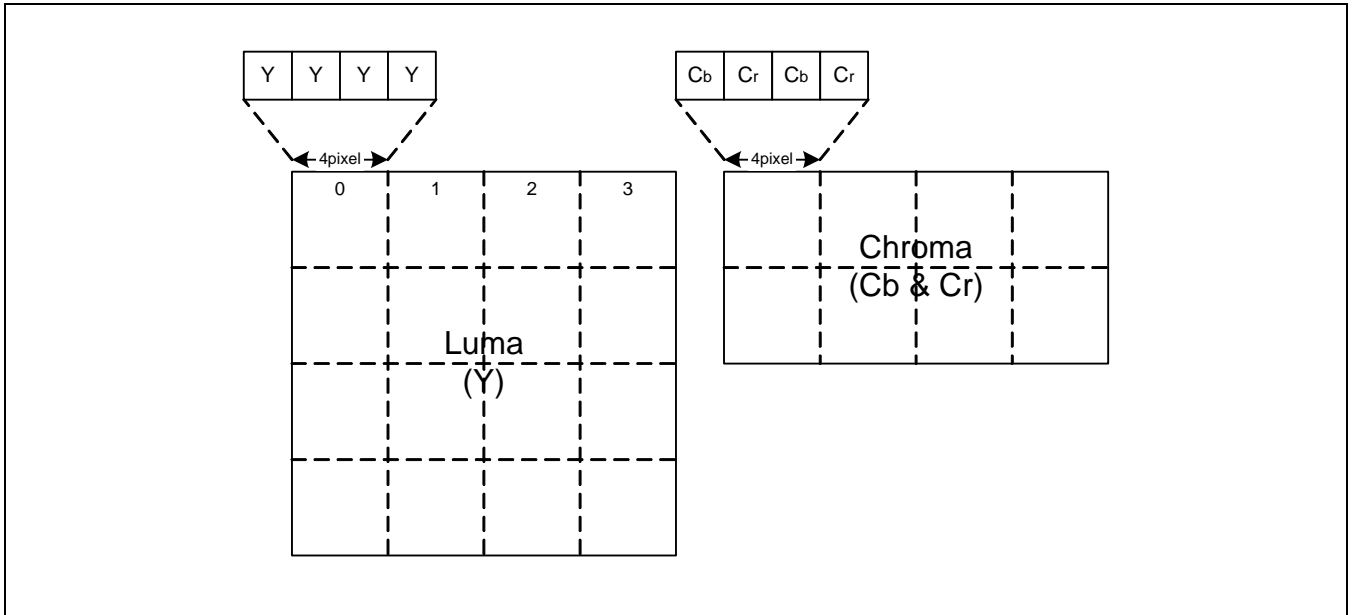 Y Y Y Y
Cb Cr Cb Cr
4pixel
4pixel
0 1 2 3
Luma
(Y)
Chroma
(Cb & Cr)